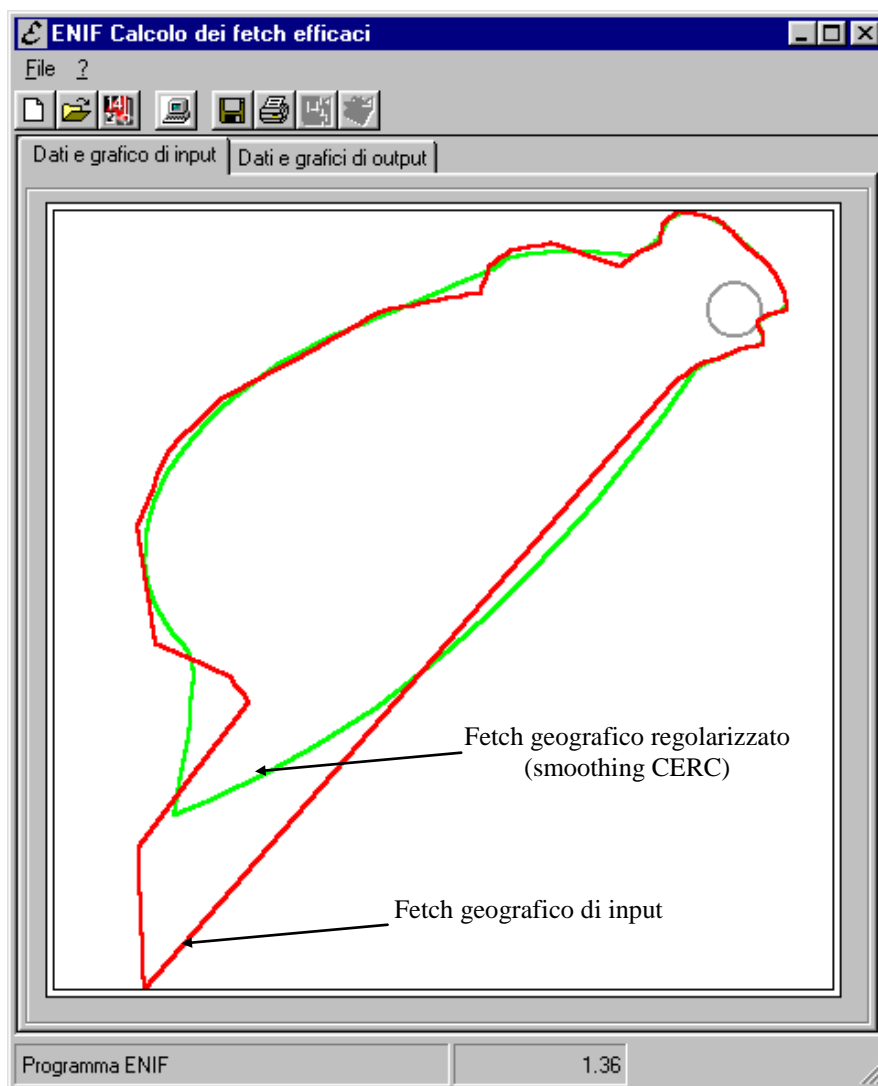 ENIF Calcolo dei fetch efficaci
File ?
Dati e grafico di input Dati e grafici di output
Fetch geografico regolarizzato
(smoothing CERC)
Fetch geografico di input
Programma ENIF 1.36